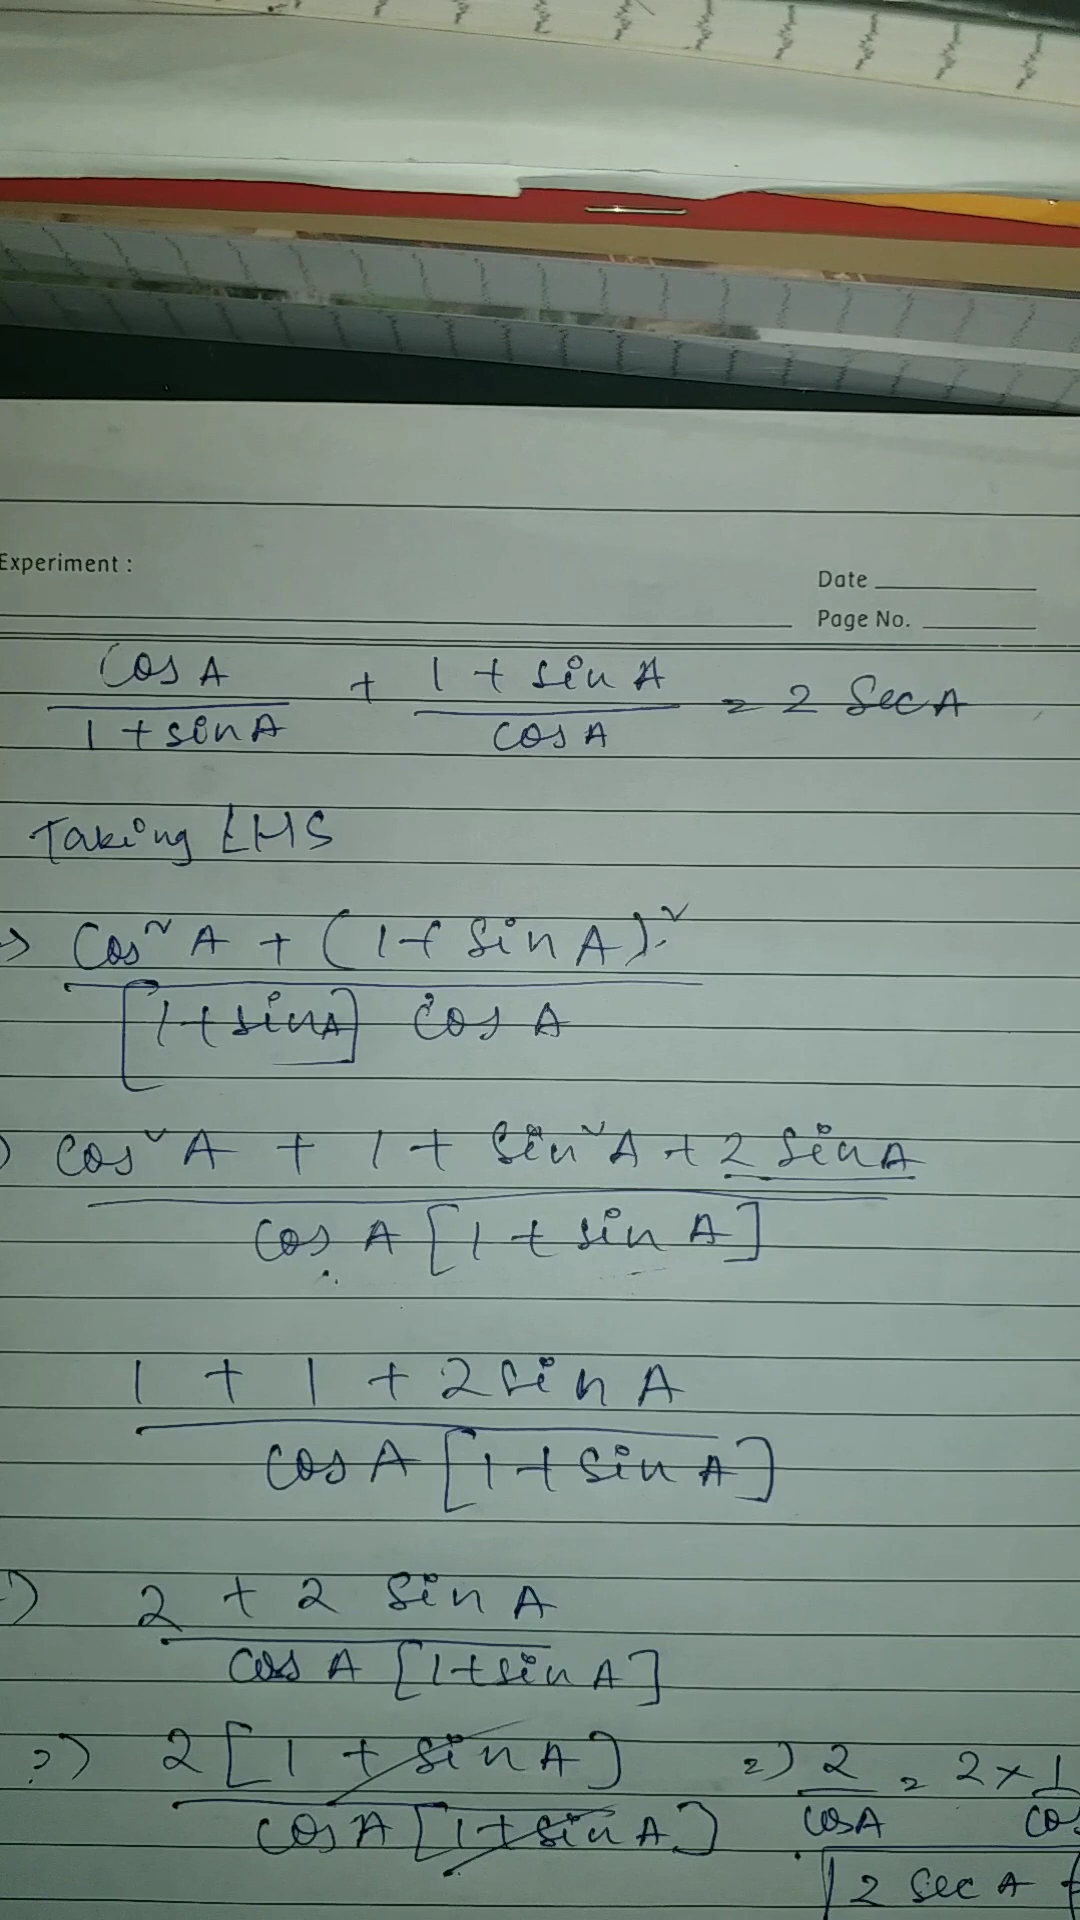 Experiment :
Date
Page No.
cos A / 1 + sin A + 1 + sin A / cos A = 2 Sec A
Taking LHS
=> Cos² A + (1 + Sin A)² / [1 + sin A] cos A
cos² A + 1 + Sin² A + 2 Sin A / cos A [1 + sin A]
1 + 1 + 2 sin A / cos A [1 + sin A]
2 + 2 Sin A / cos A [1 + sin A]
=) 2 [1 + sin A] / cos A [1 + sin A] =) 2 / cos A = 2 × 1 / cos
2 sec A